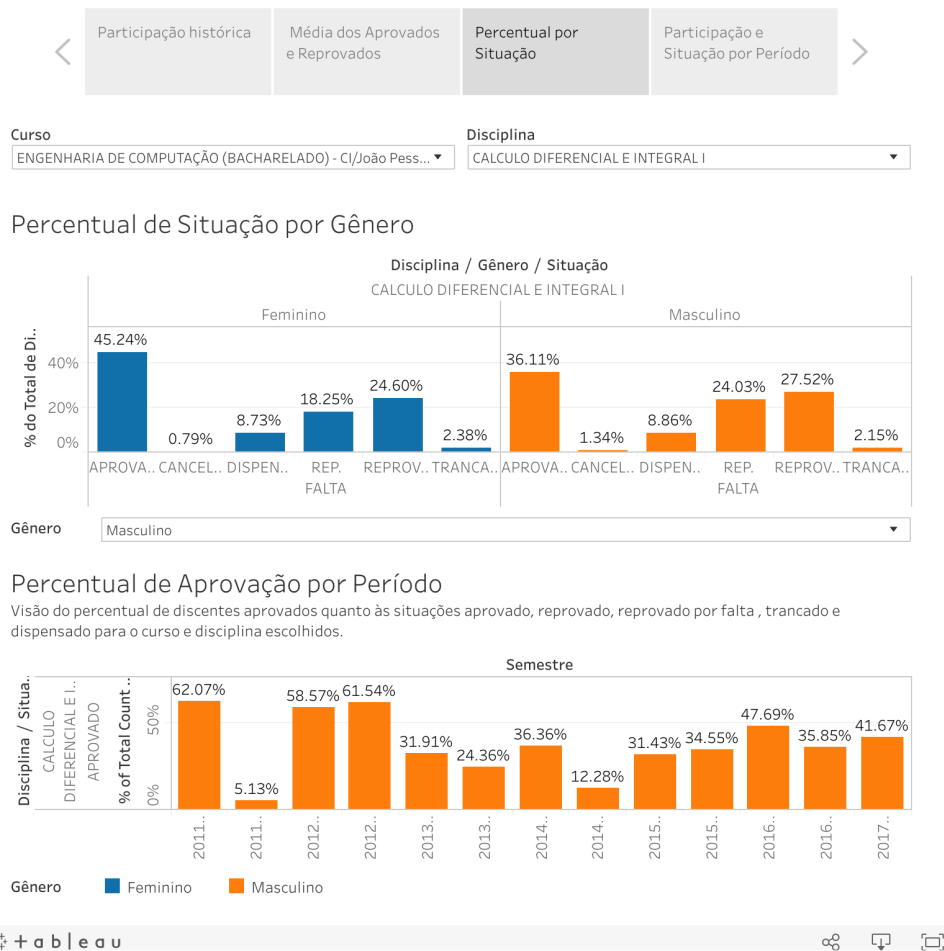 Participação histórica
Média dos Aprovados
e Reprovados
Percentual por
Situação
Participação e
Situação por Período
Curso
Disciplina
ENGENHARIA DE COMPUTAÇÃO (BACHARELADO) - CI/João Pess...
CALCULO DIFERENCIAL E INTEGRAL I
Percentual de Situação por Gênero
Disciplina / Gênero / Situação
CALCULO DIFERENCIAL E INTEGRAL I
Feminino
Masculino
% do Total de Di..
40%
20%
0%
45.24%
0.79%
8.73%
18.25%
24.60%
2.38%
36.11%
1.34%
8.86%
24.03%
27.52%
2.15%
APROVA.. CANCEL.. DISPEN.. REP. FALTA REPROV.. TRANCA..
APROVA.. CANCEL.. DISPEN.. REP. FALTA REPROV.. TRANCA..
Gênero
Masculino
Percentual de Aprovação por Período
Visão do percentual de discentes aprovados quanto às situações aprovado, reprovado, reprovado por falta , trancado e
dispensado para o curso e disciplina escolhidos.
Semestre
Disciplina / Situa..
CALCULO
DIFERENCIAL E I..
APROVADO
% of Total Count ..
50%
0%
62.07%
5.13%
58.57%
61.54%
31.91%
24.36%
36.36%
12.28%
31.43%
34.55%
47.69%
35.85%
41.67%
2011..
2011..
2012..
2012..
2013..
2013..
2014..
2014..
2015..
2015..
2016..
2016..
2017..
Gênero
Feminino
Masculino
+ a b l e a u